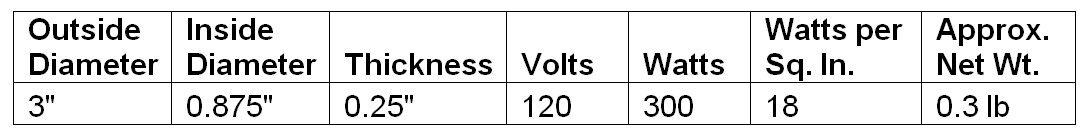 Outside Diameter | Inside Diameter | Thickness | Volts | Watts | Watts per Sq. In. | Approx. Net Wt.
3" | 0.875" | 0.25" | 120 | 300 | 18 | 0.3 lb